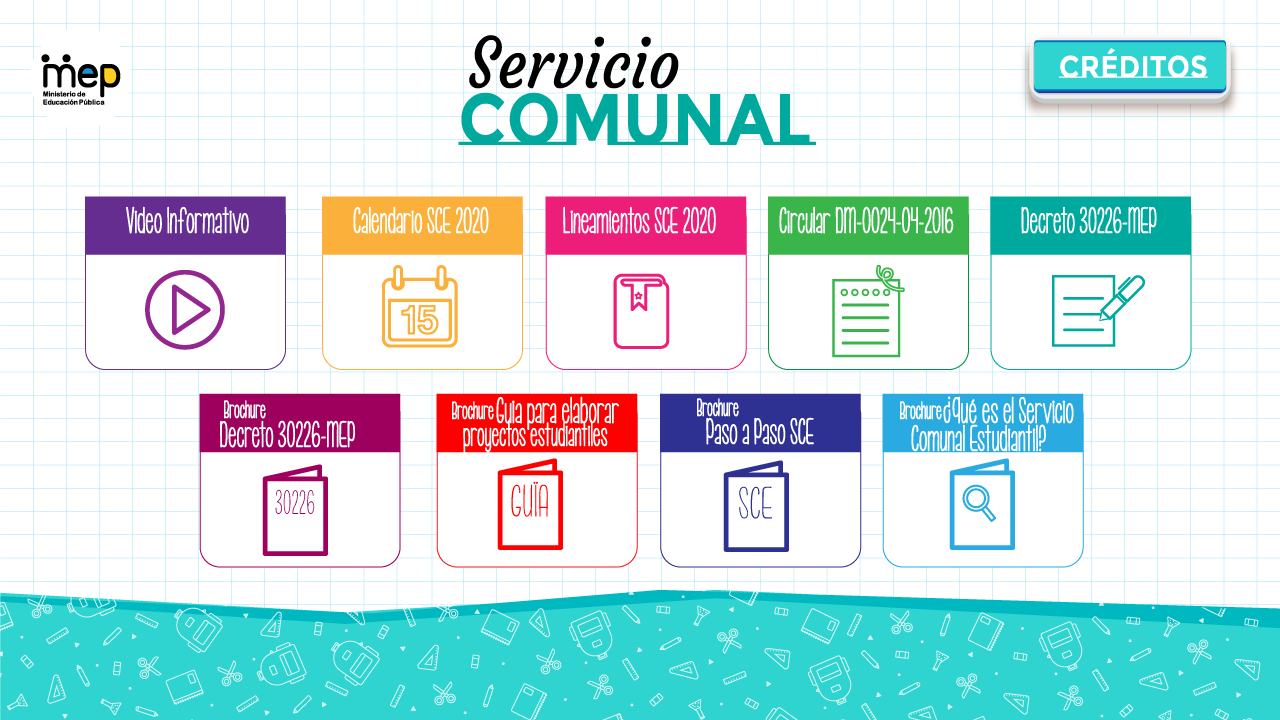 mep
Ministerio de
Educación Pública
Servicio
COMUNAL
CRÉDITOS
Video Informativo
Calendario SCE 2020
Lineamientos SCE 2020
Circular DM-0024-04-2016
Decreto 30226-MEP
15
Brochure
Decreto 30226-MEP
Brochure Guía para elaborar
proyectos estudiantiles
Brochure
Paso a Paso SCE
Brochure ¿Qué es el Servicio
Comunal Estudiantil?
30226
GUÏA
SCE